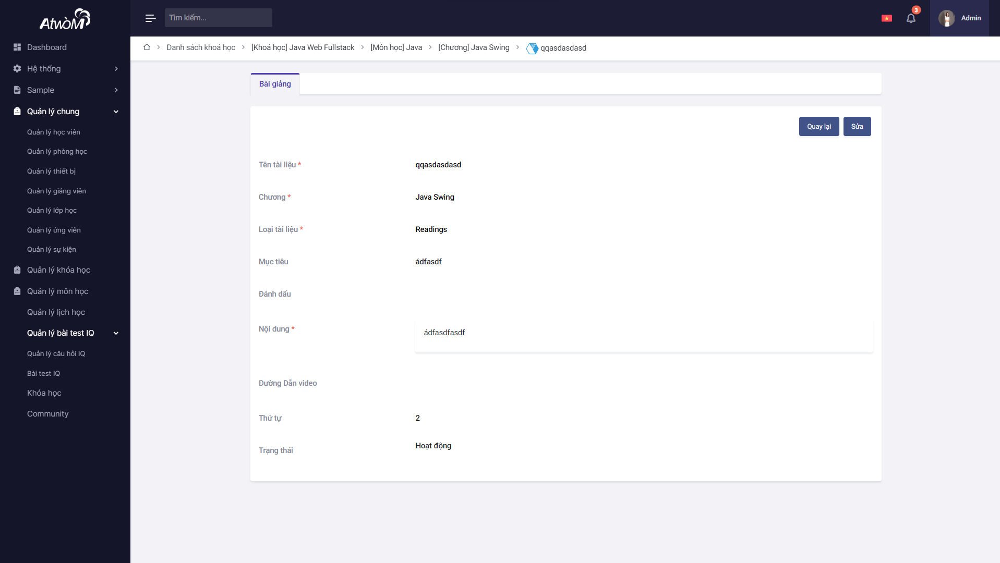 AtwoM
Tìm kiếm...
3
Admin
Dashboard
Hệ thống
Sample
Quản lý chung
Quản lý học viên
Quản lý phòng học
Quản lý thiết bị
Quản lý giảng viên
Quản lý lớp học
Quản lý ứng viên
Quản lý sự kiện
Quản lý khóa học
Quản lý môn học
Quản lý lịch học
Quản lý bài test IQ
Quản lý câu hỏi IQ
Bài test IQ
Khóa học
Community
Danh sách khoá học > [Khoá học] Java Web Fullstack > [Môn học] Java > [Chương] Java Swing > qqasdasdasd
Bài giảng
Quay lại
Sửa
Tên tài liệu * qqasdasdasd
Chương * Java Swing
Loại tài liệu * Readings
Mục tiêu ádfasdf
Đánh dấu
Nội dung * ádfasdfasdf
Đường Dẫn video
Thứ tự 2
Trạng thái Hoạt động